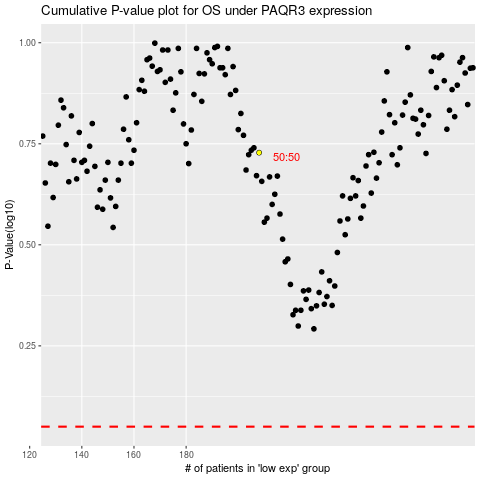 Cumulative P-value plot for OS under PAQR3 expression
1.00
0.75
0.50
0.25
P-Value(log10)
50:50
120 140 160 180
# of patients in 'low exp' group